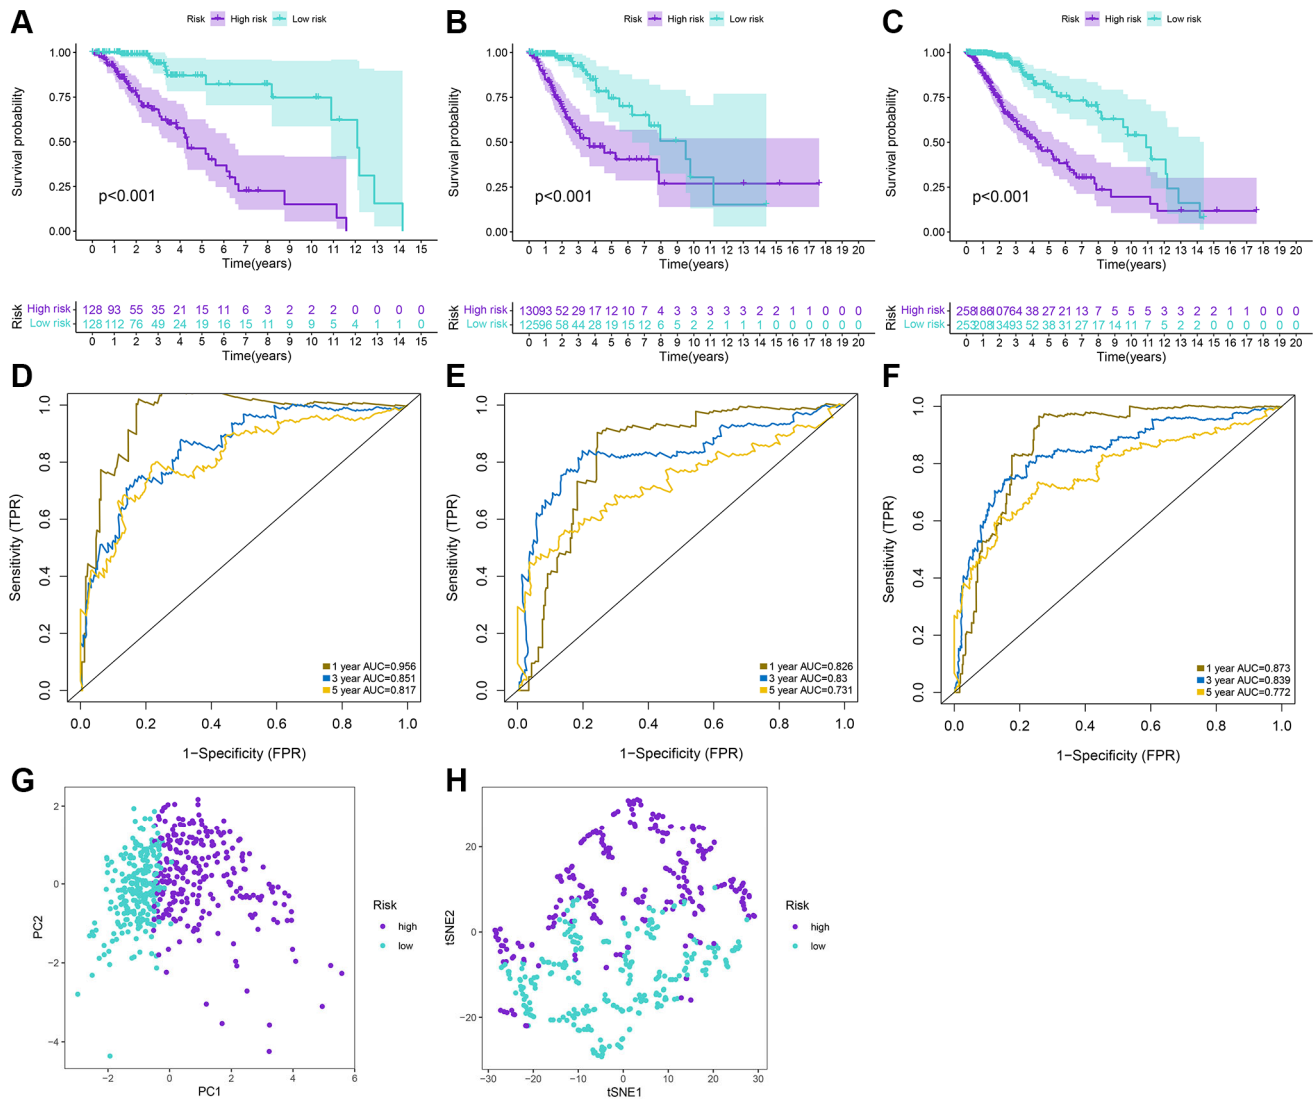 A
Risk High risk Low risk
Survival probability
1.00
0.75
0.50
0.25
0.00
p<0.001
0 1 2 3 4 5 6 7 8 9 10 11 12 13 14 15
Time(years)
Risk
High risk 128 93 55 35 21 15 11 6 3 2 2 2 0 0 0 0
Low risk 128 112 76 49 24 19 16 15 11 9 9 5 4 1 1 0
0 1 2 3 4 5 6 7 8 9 10 11 12 13 14 15
Time(years)
B
Risk High risk Low risk
Survival probability
1.00
0.75
0.50
0.25
0.00
p<0.001
0 1 2 3 4 5 6 7 8 9 10 11 12 13 14 15 16 17 18 19 20
Time(years)
Risk
High risk 130 93 52 29 17 12 10 7 4 3 3 3 3 2 2 1 1 0 0 0
Low risk 125 96 58 44 28 19 15 12 6 5 2 2 1 1 1 0 0 0 0 0 0
0 1 2 3 4 5 6 7 8 9 10 11 12 13 14 15 16 17 18 19 20
Time(years)
C
Risk High risk Low risk
Survival probability
1.00
0.75
0.50
0.25
0.00
p<0.001
0 1 2 3 4 5 6 7 8 9 10 11 12 13 14 15 16 17 18 19 20
Time(years)
Risk
High risk 258 186 107 64 38 27 21 13 7 5 5 5 3 3 2 2 1 1 0 0 0
Low risk 253 208 134 93 52 38 31 27 17 14 11 7 5 2 2 0 0 0 0 0 0
0 1 2 3 4 5 6 7 8 9 10 11 12 13 14 15 16 17 18 19 20
Time(years)
D
Sensitivity (TPR)
1.0
0.8
0.6
0.4
0.2
0.0
1 year AUC=0.956
3 year AUC=0.851
5 year AUC=0.817
0.0 0.2 0.4 0.6 0.8 1.0
1−Specificity (FPR)
E
Sensitivity (TPR)
1.0
0.8
0.6
0.4
0.2
0.0
1 year AUC=0.826
3 year AUC=0.83
5 year AUC=0.731
0.0 0.2 0.4 0.6 0.8 1.0
1−Specificity (FPR)
F
Sensitivity (TPR)
1.0
0.8
0.6
0.4
0.2
0.0
1 year AUC=0.873
3 year AUC=0.839
5 year AUC=0.772
0.0 0.2 0.4 0.6 0.8 1.0
1−Specificity (FPR)
G
PC2
2
0
−2
−4
−2 0 2 4 6
PC1
Risk
high
low
H
tSNE2
20
0
−20
−30 −20 −10 0 10 20 30
tSNE1
Risk
high
low